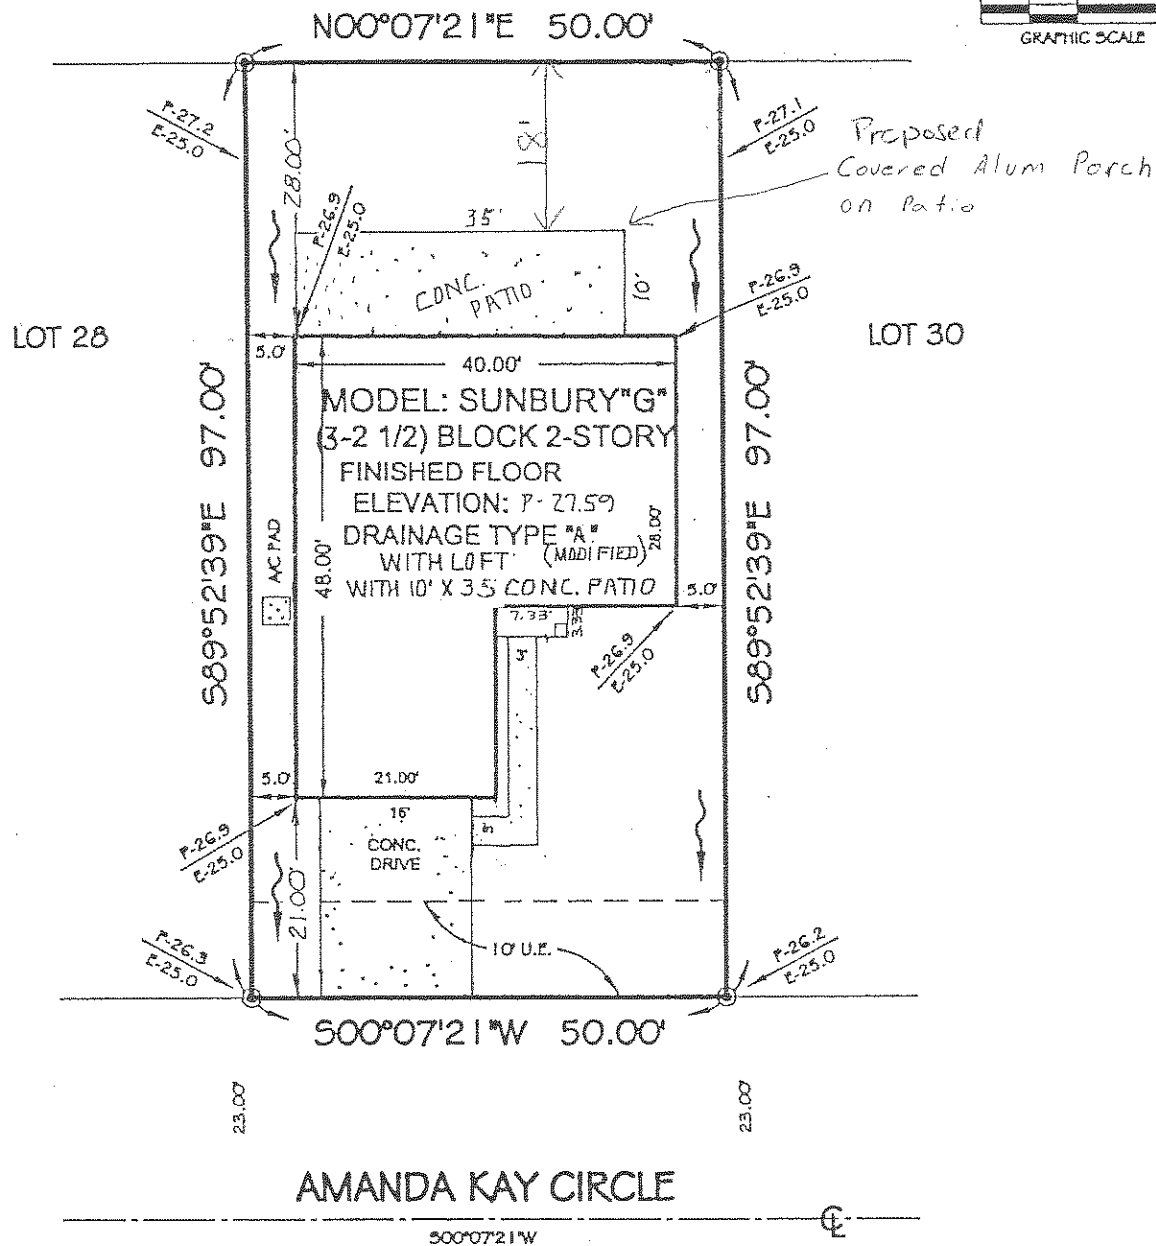 N00°07'21"E 50.00'
GRAPHIC SCALE
P-27.2
E-25.0
28.00'
18'
P-27.1
E-25.0
Proposed
Covered Alum Porch
on Patio
P-26.9
E-25.0
35'
CONC.
PATIO
10'
P-26.9
E-25.0
LOT 28
LOT 30
5.0'
40.00'
S89°52'39"E 97.00'
S89°52'39"E 97.00'
MODEL: SUNBURY"G"
(3-2 1/2) BLOCK 2-STORY
FINISHED FLOOR
ELEVATION: P-27.59
DRAINAGE TYPE "A"
WITH LOFT (MODIFIED)
WITH 10' X 35 CONC. PATIO
28.00'
48.00'
A/C PAD
5.0'
7.33'
P-26.9
E-25.0
3'
5.0'
21.00'
16'
CONC.
DRIVE
P-26.9
E-25.0
21.00'
10' U.E.
P-26.3
E-25.0
P-26.2
E-25.0
S00°07'21"W 50.00'
23.00'
23.00'
AMANDA KAY CIRCLE
S00°07'21"W